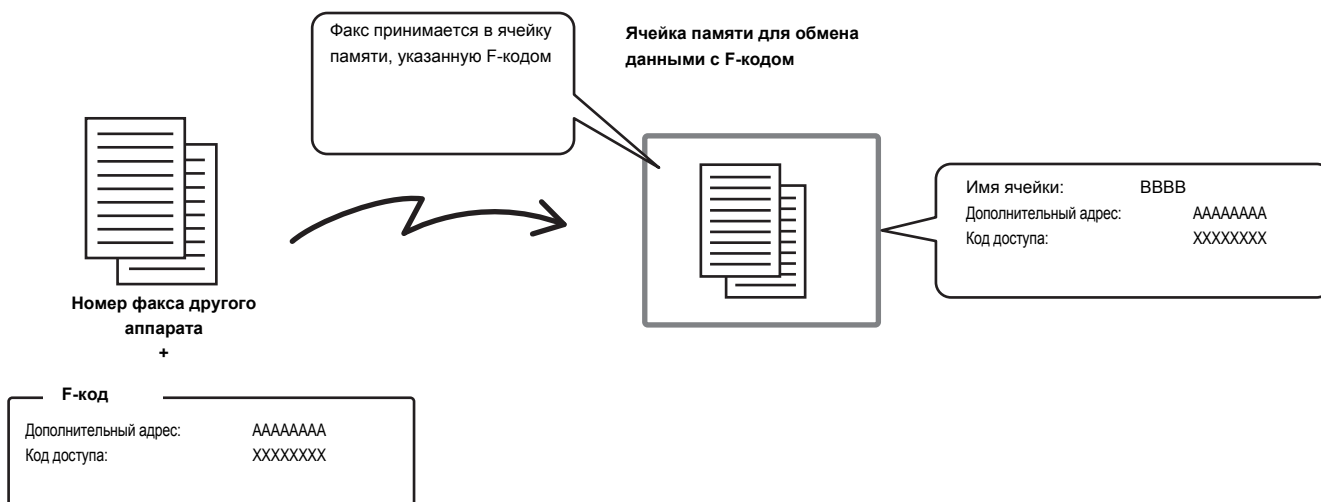 Факс принимается в ячейку
памяти, указанную F-кодом
Ячейка памяти для обмена
данными с F-кодом
Имя ячейки: BBBB
Дополнительный адрес: AAAAAAAA
Код доступа: XXXXXXXX
Номер факса другого
аппарата
+
F-код
Дополнительный адрес: AAAAAAAA
Код доступа: XXXXXXXX